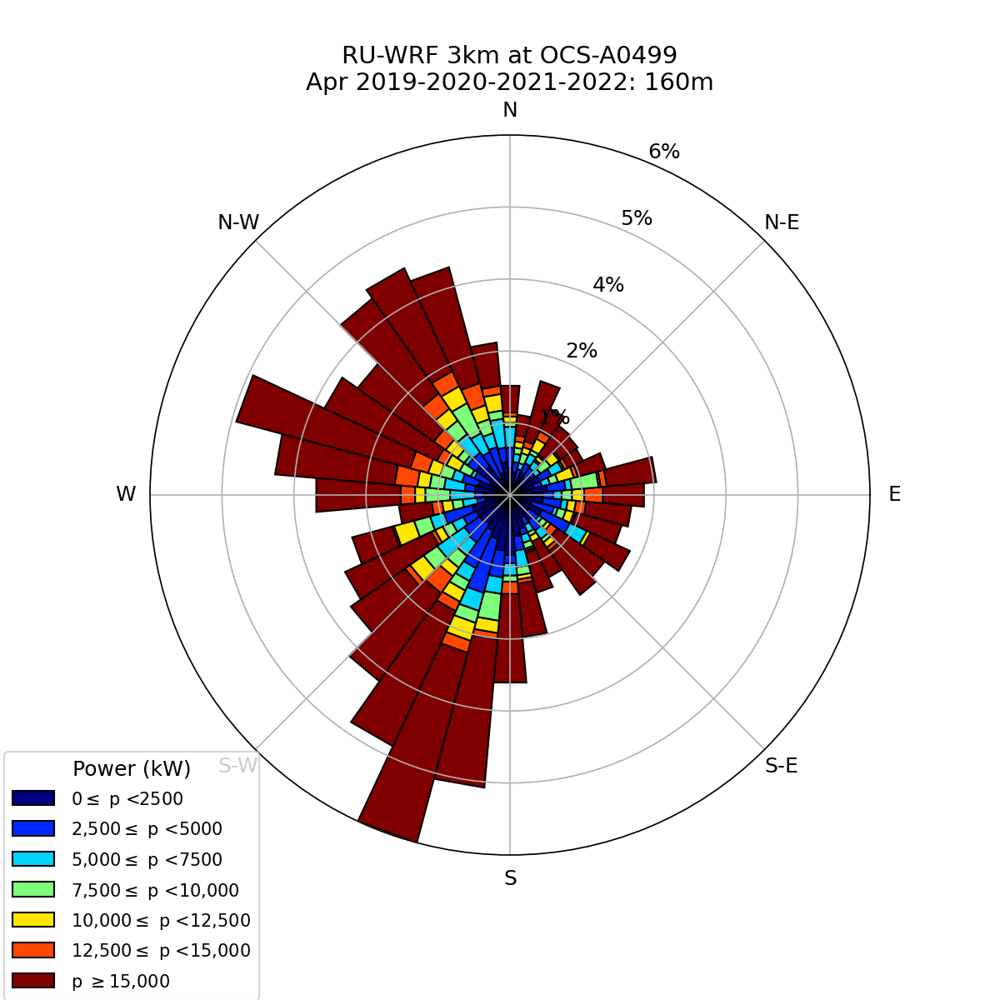 RU-WRF 3km at OCS-A0499
Apr 2019-2020-2021-2022: 160m
N
6%
5%
N-W
N-E
4%
2%
1%
W
E
S-W
S-E
S
Power (kW)
0≤ p <2500
2,500≤ p <5000
5,000≤ p <7500
7,500≤ p <10,000
10,000≤ p <12,500
12,500≤ p <15,000
p ≥15,000